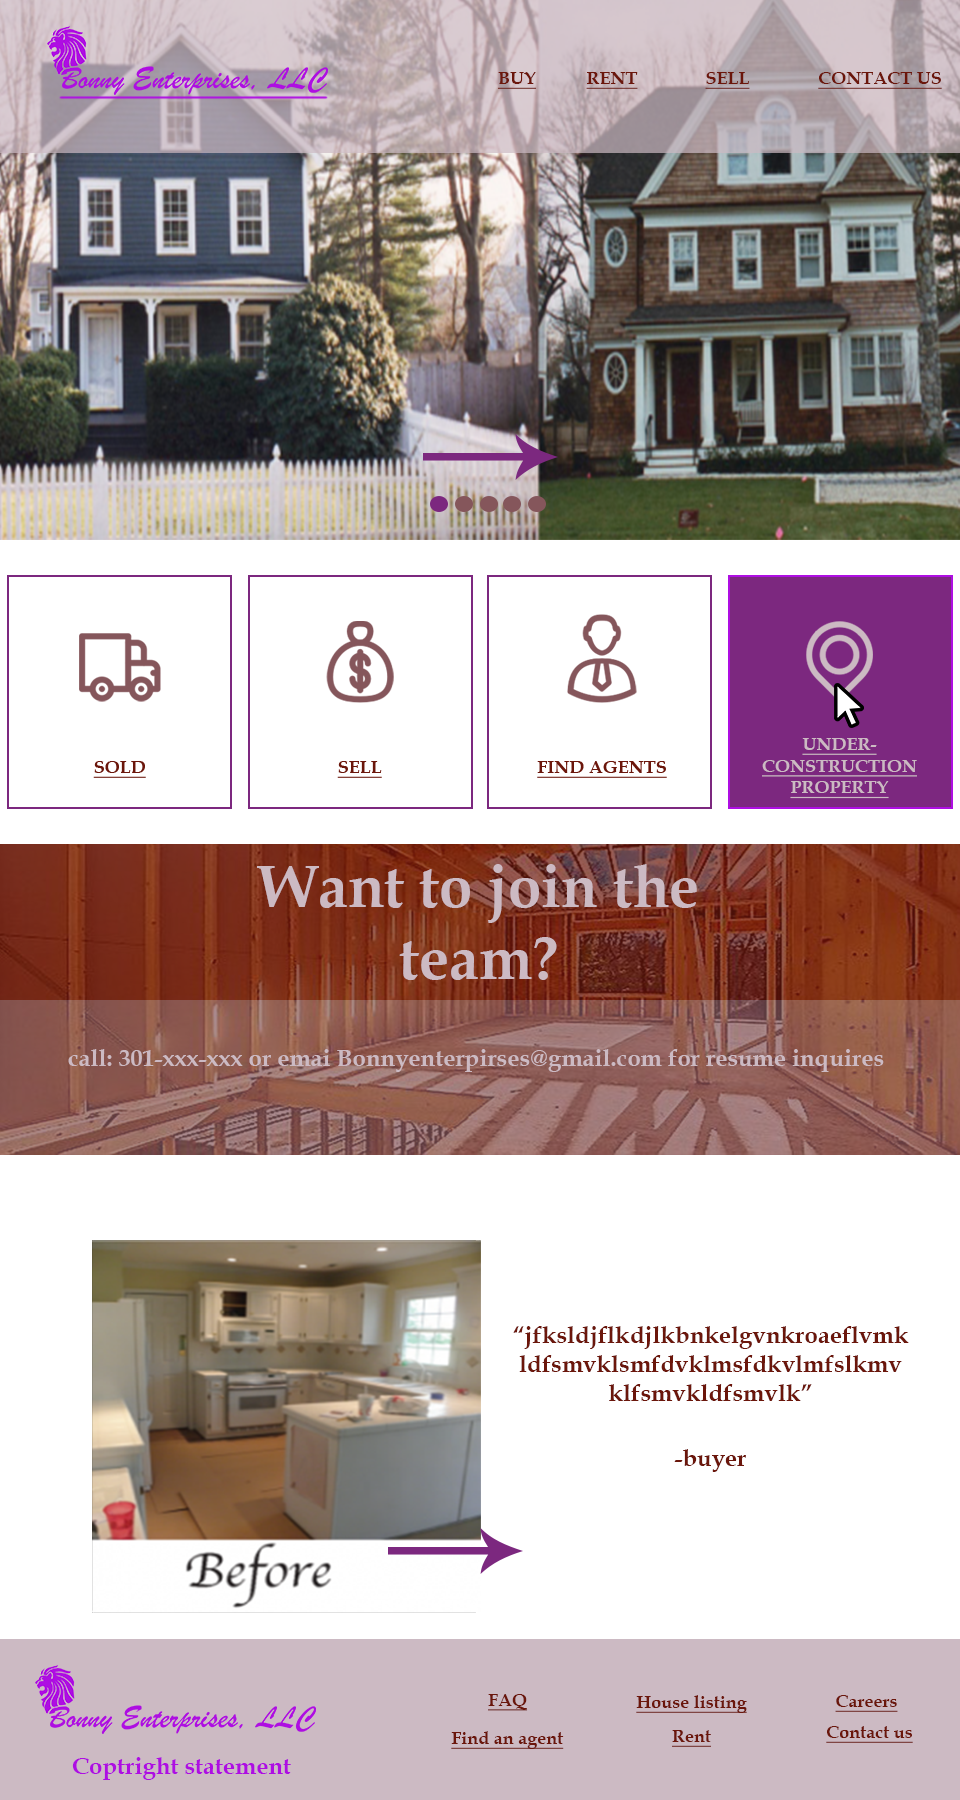 Bonny Enterprises, LLC
BUY RENT SELL CONTACT US
SOLD
SELL
FIND AGENTS
UNDER-
CONSTRUCTION
PROPERTY
Want to join the
team?
call: 301-xxx-xxx or emai Bonnyenterpirses@gmail.com for resume inquires
“jfksldjflkdjlkbnkelgvnkroaeflvmk
ldfsmvklsmfdvklmsfdkvlmfslkmv
klfsmvkldfsmvlk”
-buyer
Before
Bonny Enterprises, LLC
Coptright statement
FAQ
Find an agent
House listing
Rent
Careers
Contact us